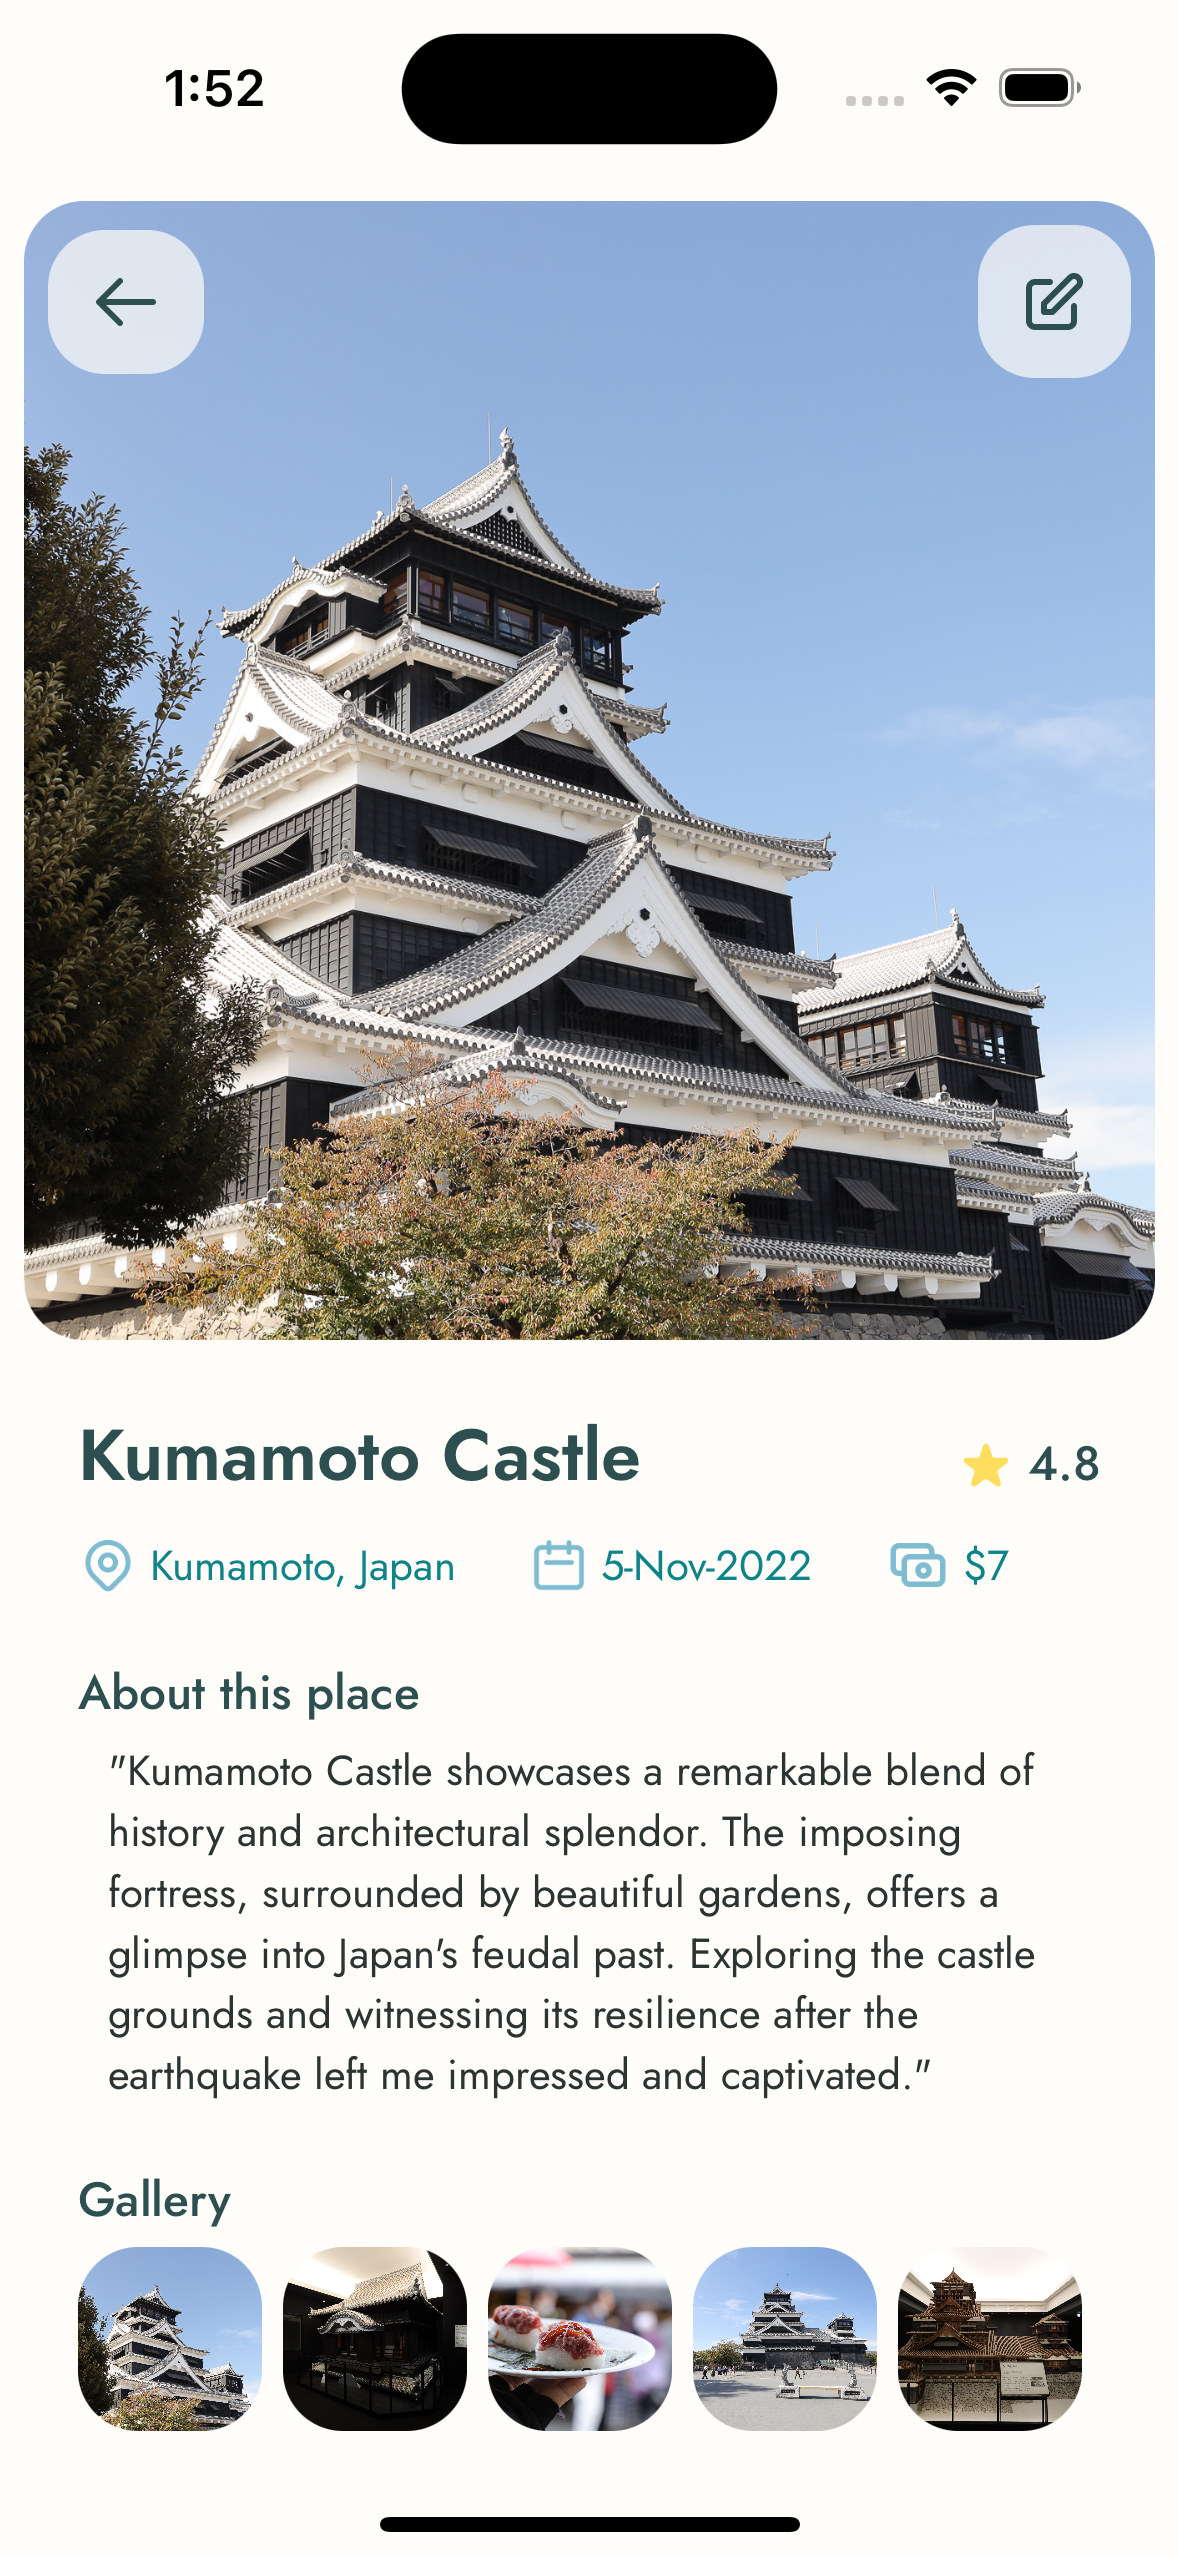 1:52
Kumamoto Castle
4.8
Kumamoto, Japan
5-Nov-2022
$7
About this place
"Kumamoto Castle showcases a remarkable blend of
history and architectural splendor. The imposing
fortress, surrounded by beautiful gardens, offers a
glimpse into Japan's feudal past. Exploring the castle
grounds and witnessing its resilience after the
earthquake left me impressed and captivated."
Gallery